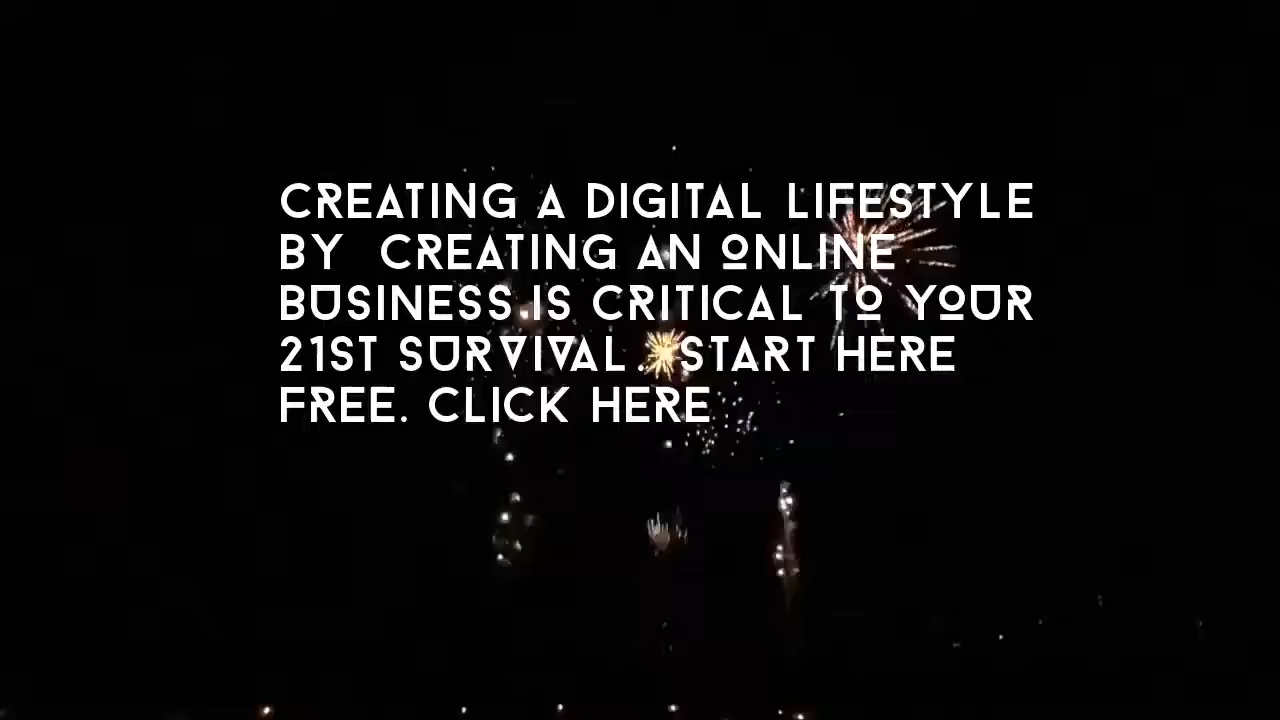 CREATING A DIGITAL LIFESTYLE
BY CREATING AN ONLINE
BUSINESS IS CRITICAL TO YOUR
21ST SURVIVAL. START HERE
FREE. CLICK HERE